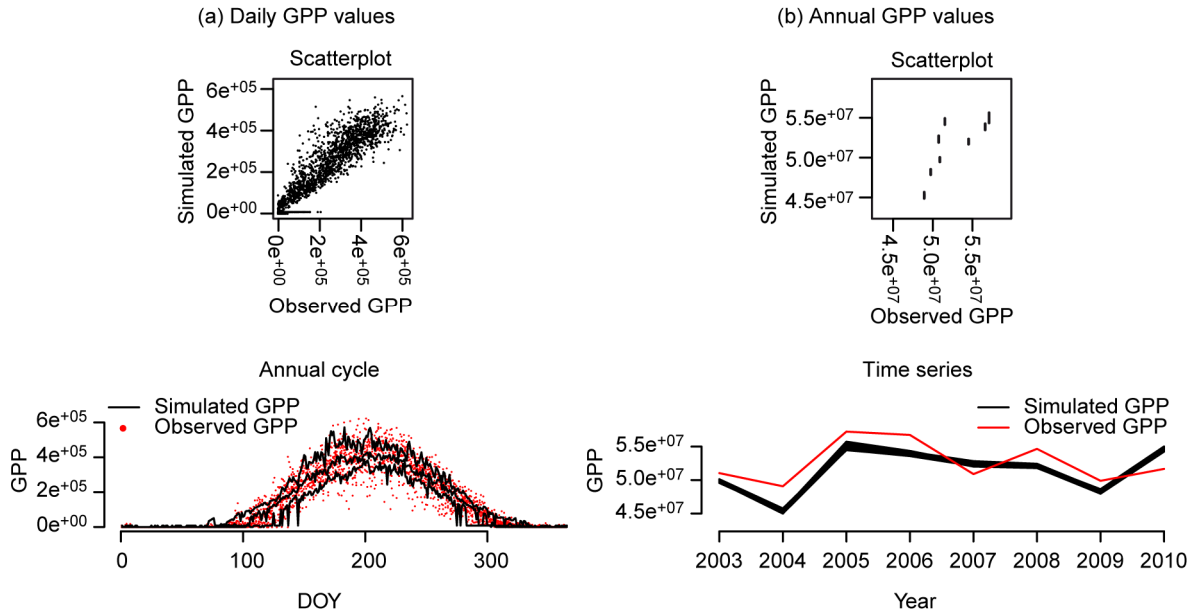 (a) Daily GPP values
Scatterplot
Simulated GPP
6e+05
4e+05
2e+05
0e+00
0e+00
2e+05
4e+05
6e+05
Observed GPP
Annual cycle
Simulated GPP
Observed GPP
GPP
6e+05
4e+05
2e+05
0e+00
0 100 200 300
DOY
(b) Annual GPP values
Scatterplot
Simulated GPP
5.5e+07
5.0e+07
4.5e+07
4.5e+07
5.0e+07
5.5e+07
Observed GPP
Time series
Simulated GPP
Observed GPP
GPP
5.5e+07
5.0e+07
4.5e+07
2003 2004 2005 2006 2007 2008 2009 2010
Year